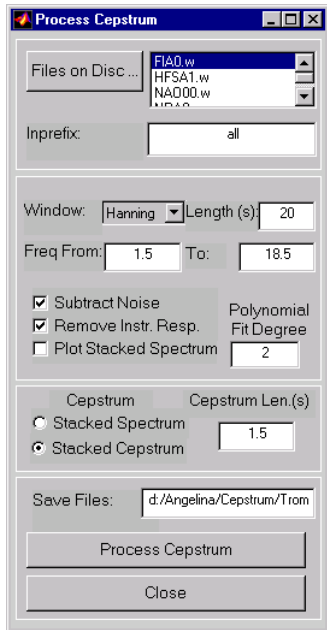 Process Cepstrum
Files on Disc ...
FIA0.w
HFSA1.w
NAO00.w
Inprefix:
all
Window:
Hanning
Length (s):
20
Freq From:
1.5
To:
18.5
Subtract Noise
Remove Instr. Resp.
Plot Stacked Spectrum
Polynomial
Fit Degree
2
Cepstrum
Cepstrum Len.(s)
Stacked Spectrum
Stacked Cepstrum
1.5
Save Files:
d:/Angelina/Cepstrum/Trom
Process Cepstrum
Close